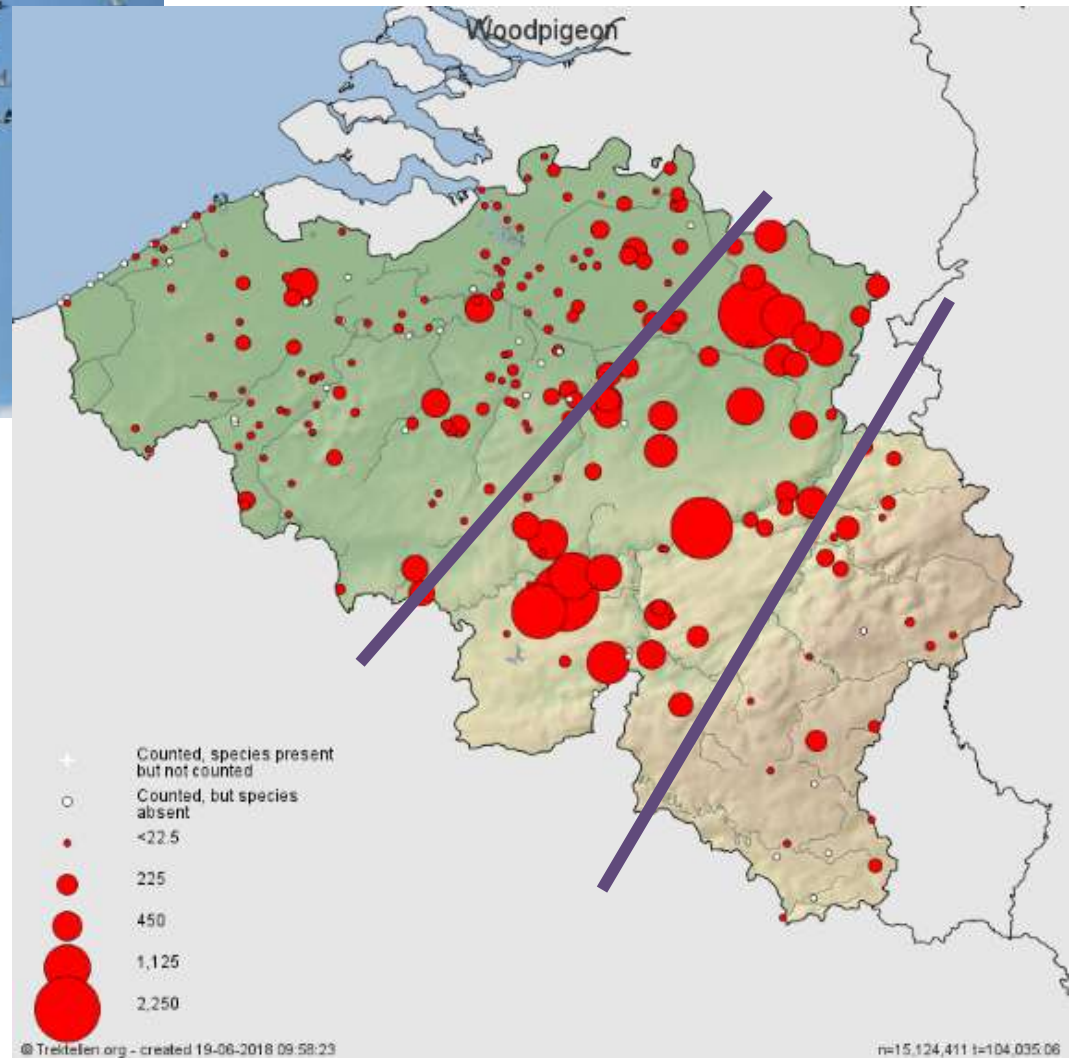 Woodpigeon
Counted, species present
but not counted
Counted, but species
absent
<22.5
225
450
1,125
2,250
© Trektellen.org - created 19-06-2018 09:58:23
n=15,124,411 t=104,035:06